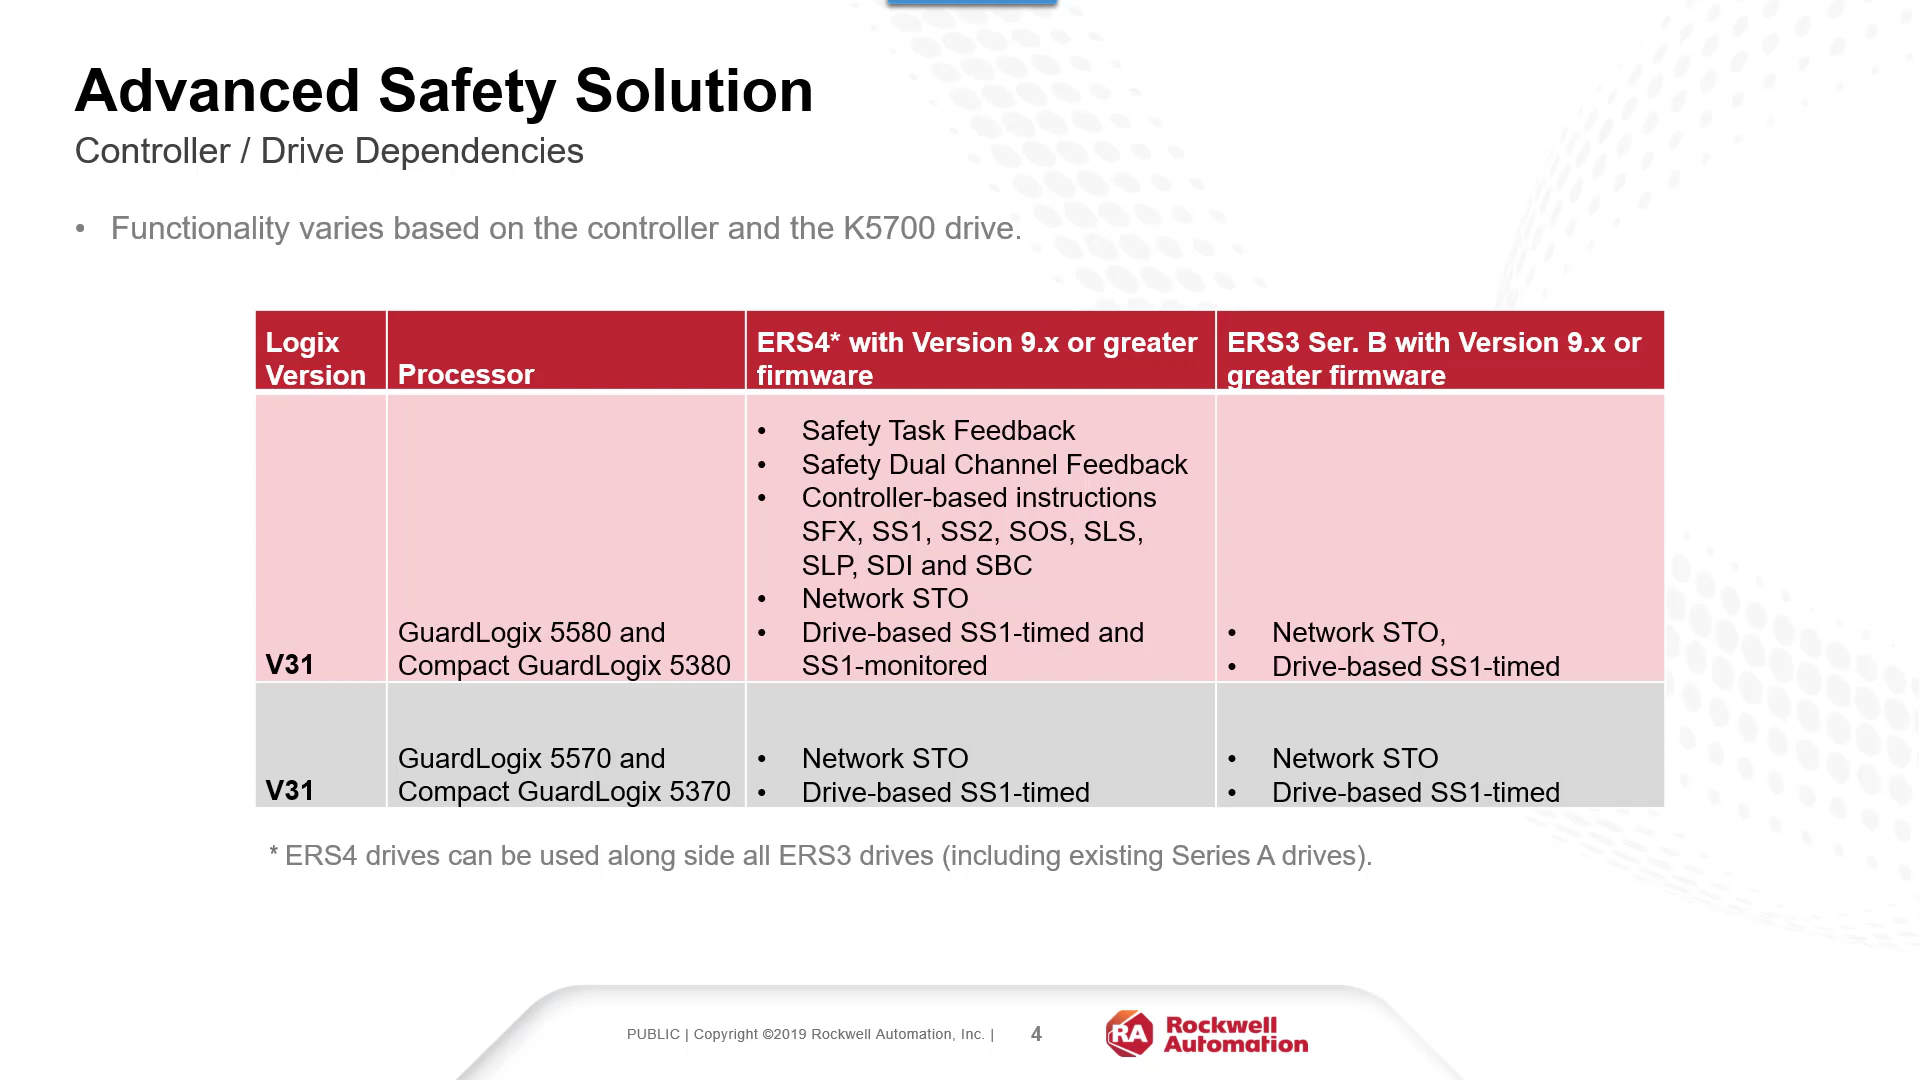 Advanced Safety Solution
Controller / Drive Dependencies
• Functionality varies based on the controller and the K5700 drive.
Logix
Version
Processor
ERS4* with Version 9.x or greater
firmware
ERS3 Ser. B with Version 9.x or
greater firmware
V31
GuardLogix 5580 and
Compact GuardLogix 5380
• Safety Task Feedback
• Safety Dual Channel Feedback
• Controller-based instructions
SFX, SS1, SS2, SOS, SLS,
SLP, SDI and SBC
• Network STO
• Drive-based SS1-timed and
SS1-monitored
• Network STO,
• Drive-based SS1-timed
V31
GuardLogix 5570 and
Compact GuardLogix 5370
• Network STO
• Drive-based SS1-timed
• Network STO
• Drive-based SS1-timed
* ERS4 drives can be used along side all ERS3 drives (including existing Series A drives).
PUBLIC | Copyright ©2019 Rockwell Automation, Inc. | 4
RA
Rockwell
Automation